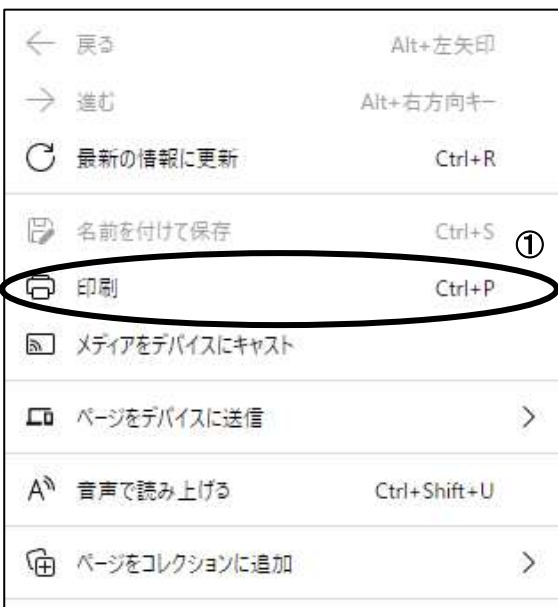 戻る Alt+左矢印
進む Alt+右方向キー
最新の情報に更新 Ctrl+R
名前を付けて保存 Ctrl+S
①
印刷 Ctrl+P
メディアをデバイスにキャスト
ページをデバイスに送信
音声で読み上げる Ctrl+Shift+U
ページをコレクションに追加